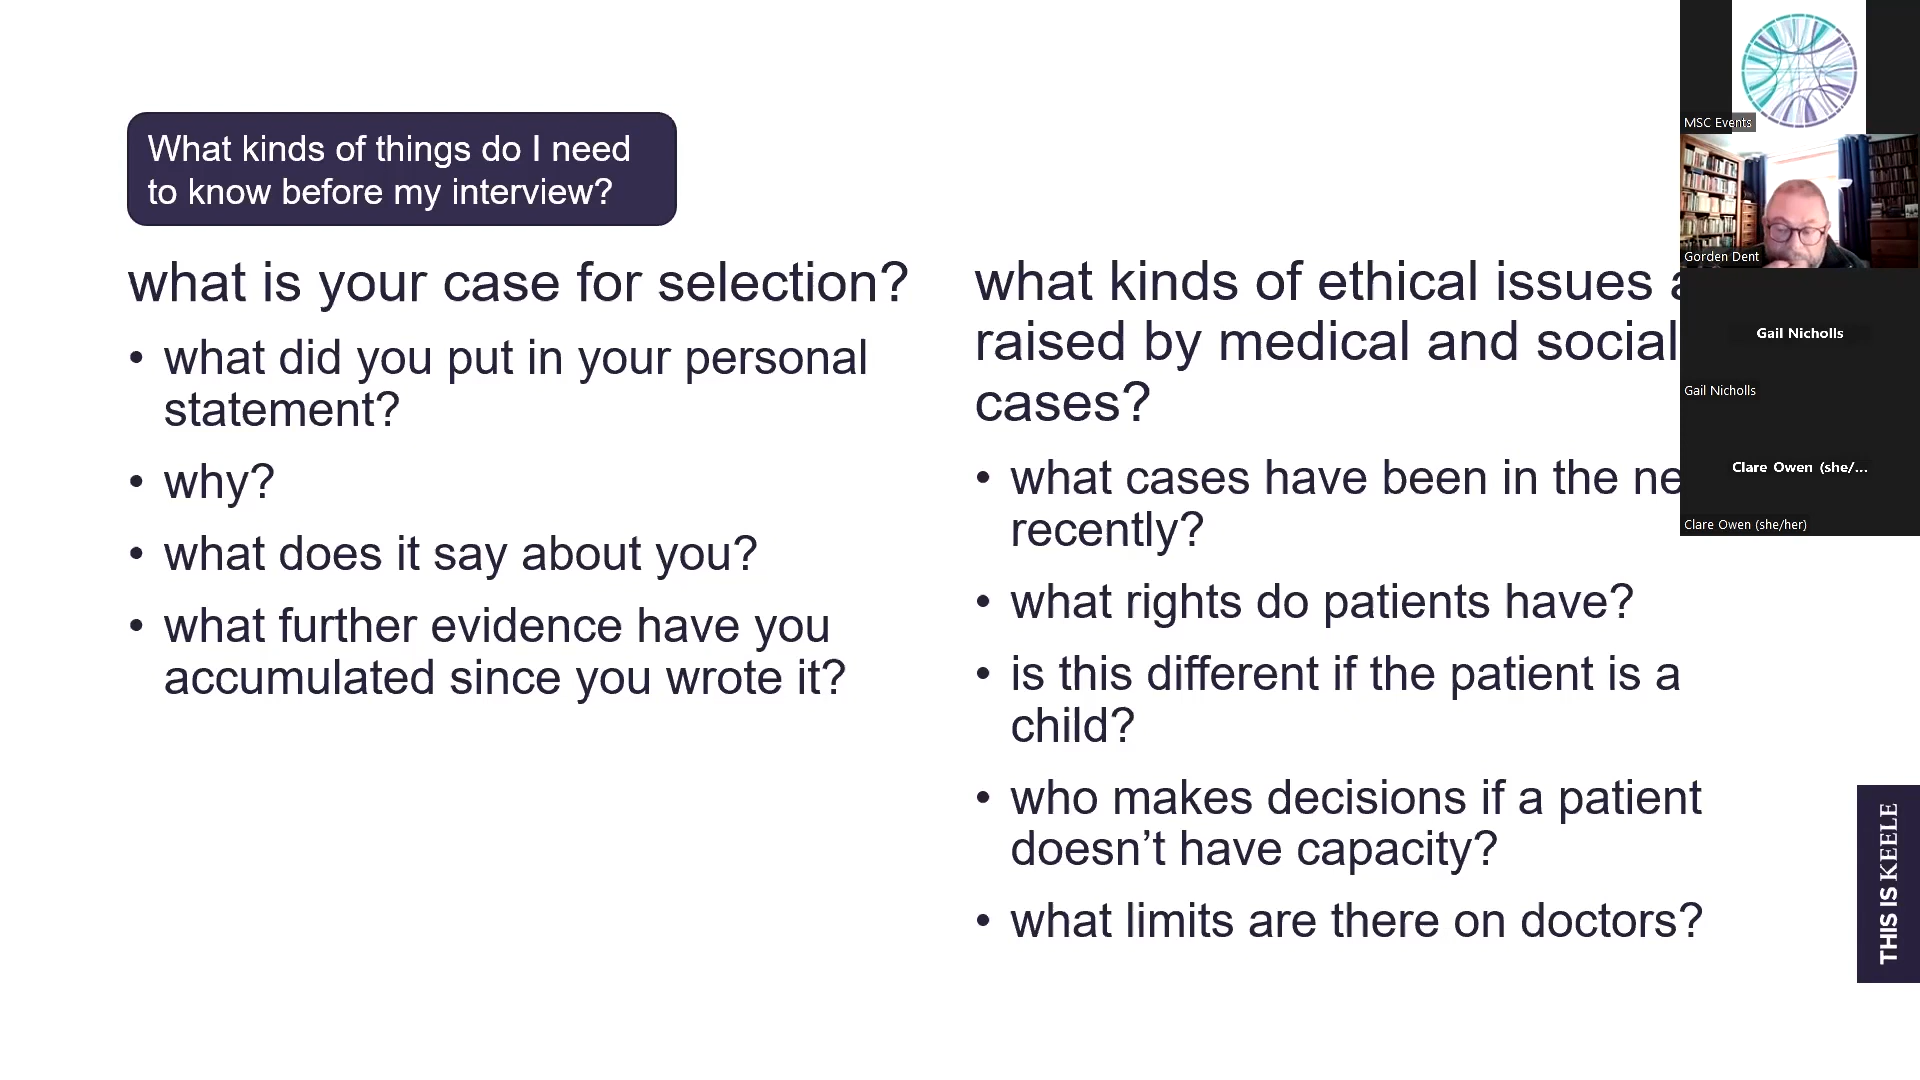 What kinds of things do I need
to know before my interview?
what is your case for selection?
• what did you put in your personal
statement?
• why?
• what does it say about you?
• what further evidence have you
accumulated since you wrote it?
what kinds of ethical issues
raised by medical and social
cases?
• what cases have been in the
recently?
• what rights do patients have?
• is this different if the patient is a
child?
• who makes decisions if a patient
doesn’t have capacity?
• what limits are there on doctors?
MSC Events
Gorden Dent
Gail Nicholls
Gail Nicholls
Clare Owen (she/...
Clare Owen (she/her)
THIS IS KEELE